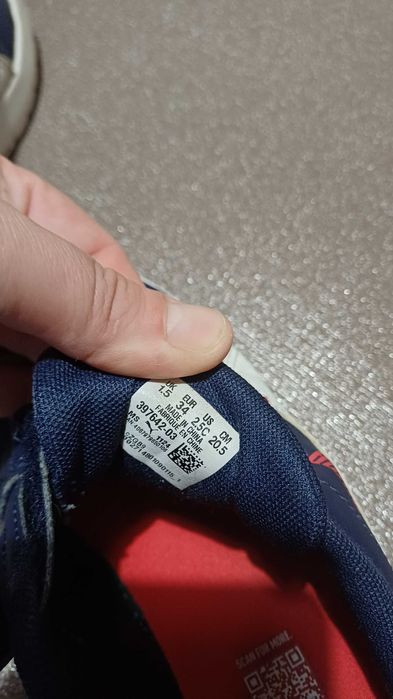 UK EUR US CM
1.5 34 2.5C 20.5
MADE IN CHINA
FABRIQUÉ EN CHINE
397642-03
1124
SCAN FOR MORE.